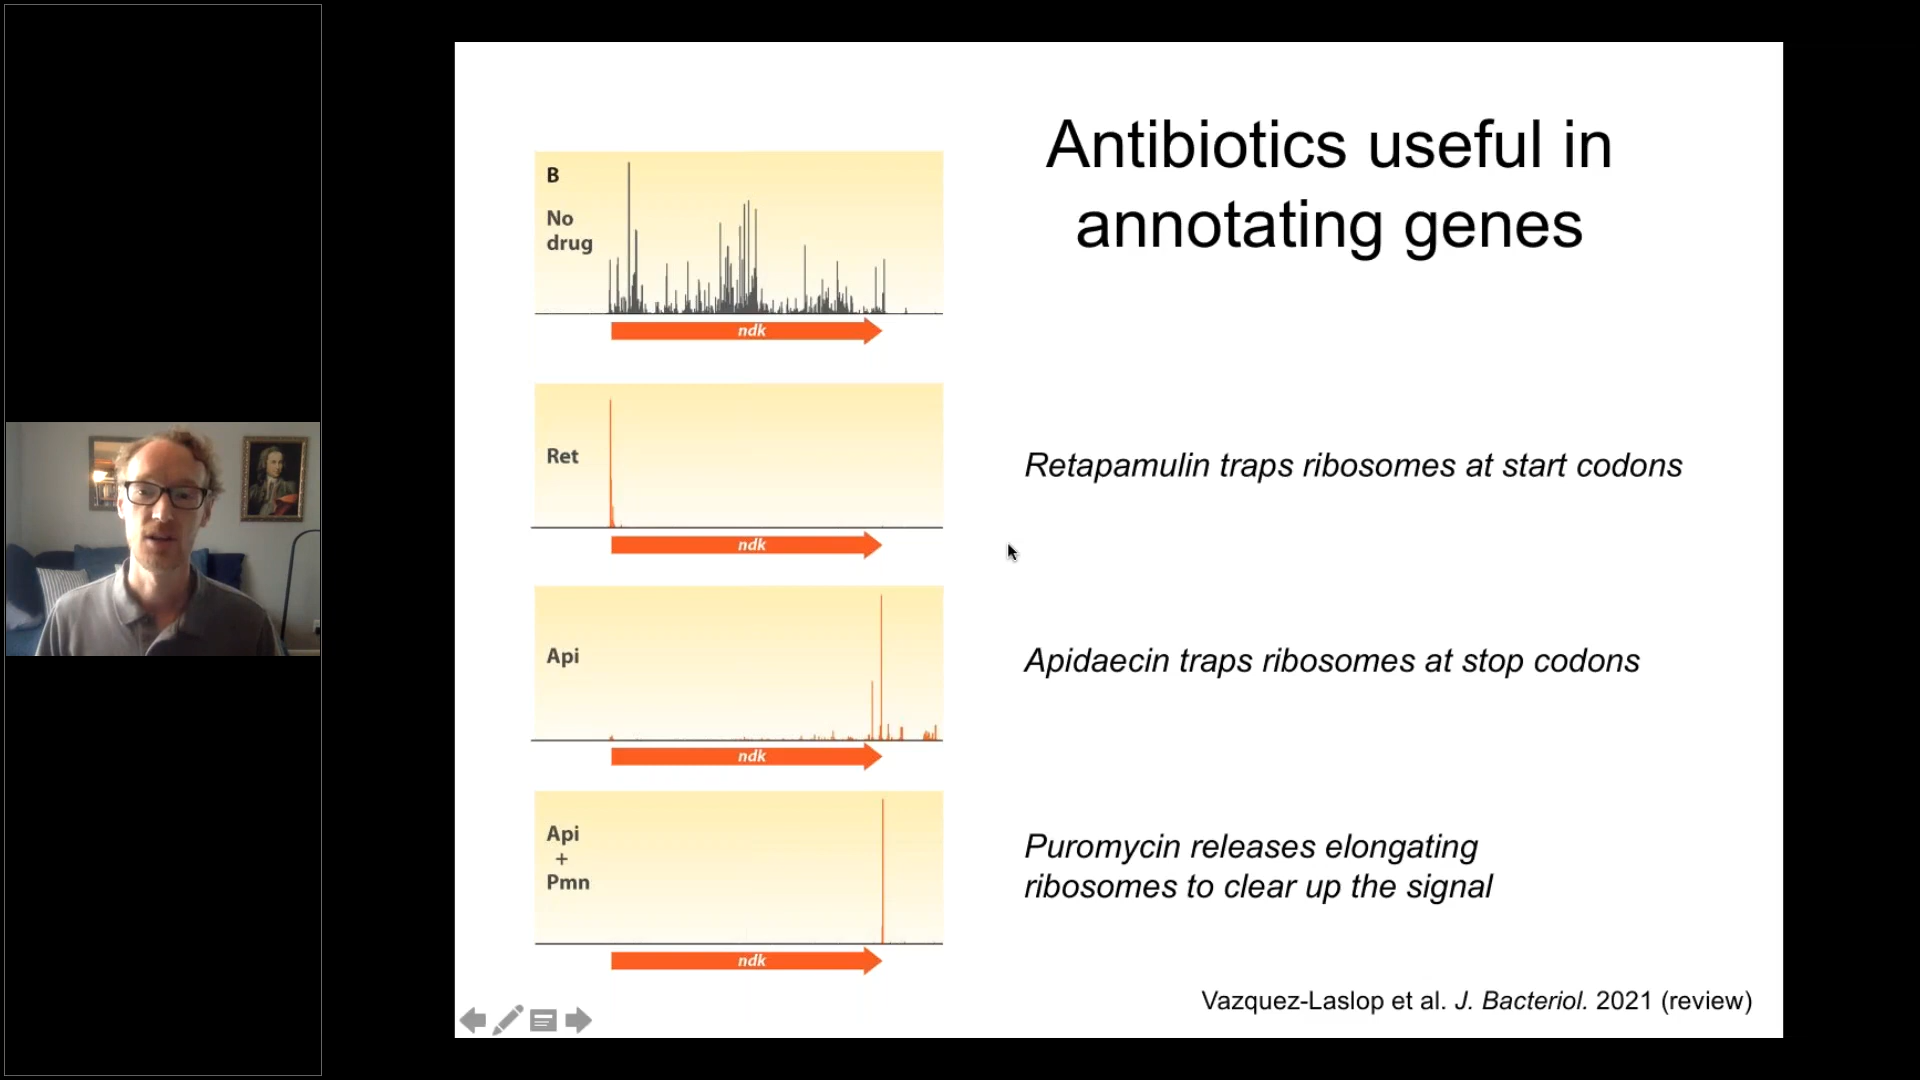 Antibiotics useful in
annotating genes
B
No
drug
ndk
Ret
ndk
Retapamulin traps ribosomes at start codons
Api
ndk
Apidaecin traps ribosomes at stop codons
Api
+
Pmn
ndk
Puromycin releases elongating
ribosomes to clear up the signal
Vazquez-Laslop et al. J. Bacteriol. 2021 (review)